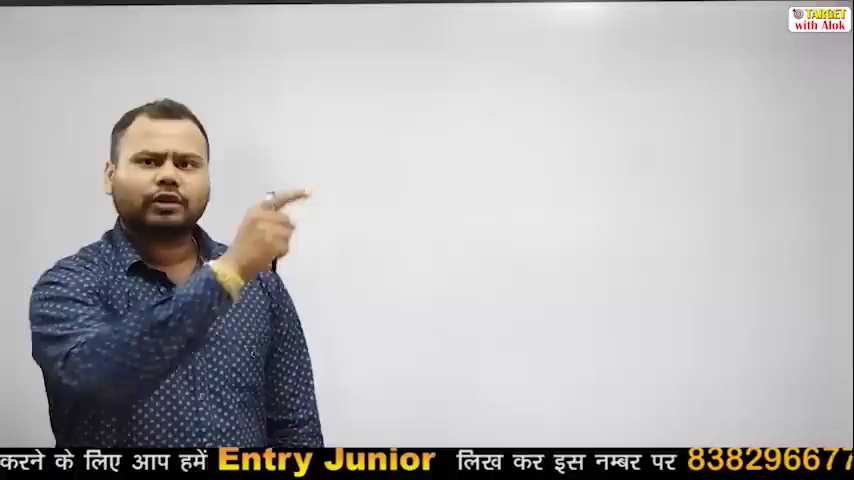 TARGET
with Alok
करने के लिए आप हमें Entry Junior लिख कर इस नम्बर पर 838296677